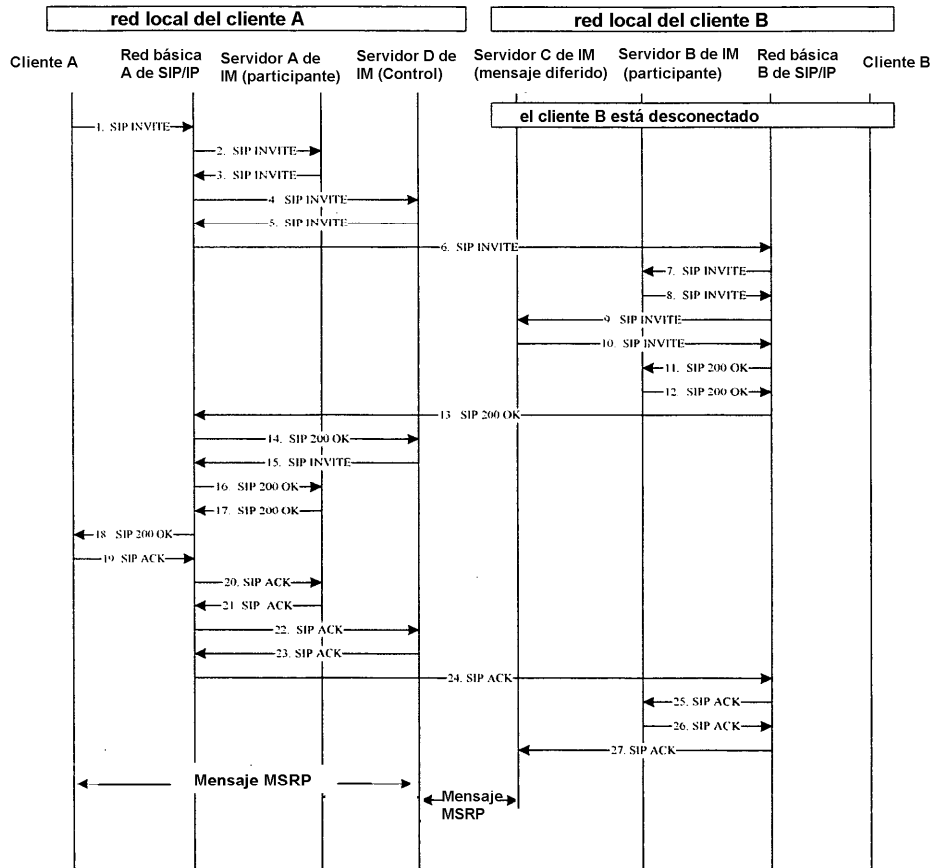 red local del cliente A
red local del cliente B
Cliente A
Red básica
A de SIP/IP
Servidor A de
IM (participante)
Servidor D de
IM (Control)
Servidor C de IM
(mensaje diferido)
Servidor B de IM
(participante)
Red básica
B de SIP/IP
Cliente B
el cliente B está desconectado
1. SIP INVITE
2. SIP INVITE
3. SIP INVITE
4. SIP INVITE
5. SIP INVITE
6. SIP INVITE
7. SIP INVITE
8. SIP INVITE
9. SIP INVITE
10. SIP INVITE
11. SIP 200 OK
12. SIP 200 OK
13. SIP 200 OK
14. SIP 200 OK
15. SIP INVITE
16. SIP 200 OK
17. SIP 200 OK
18. SIP 200 OK
19. SIP ACK
20. SIP ACK
21. SIP ACK
22. SIP ACK
23. SIP ACK
24. SIP ACK
25. SIP ACK
26. SIP ACK
27. SIP ACK
Mensaje MSRP
Mensaje
MSRP